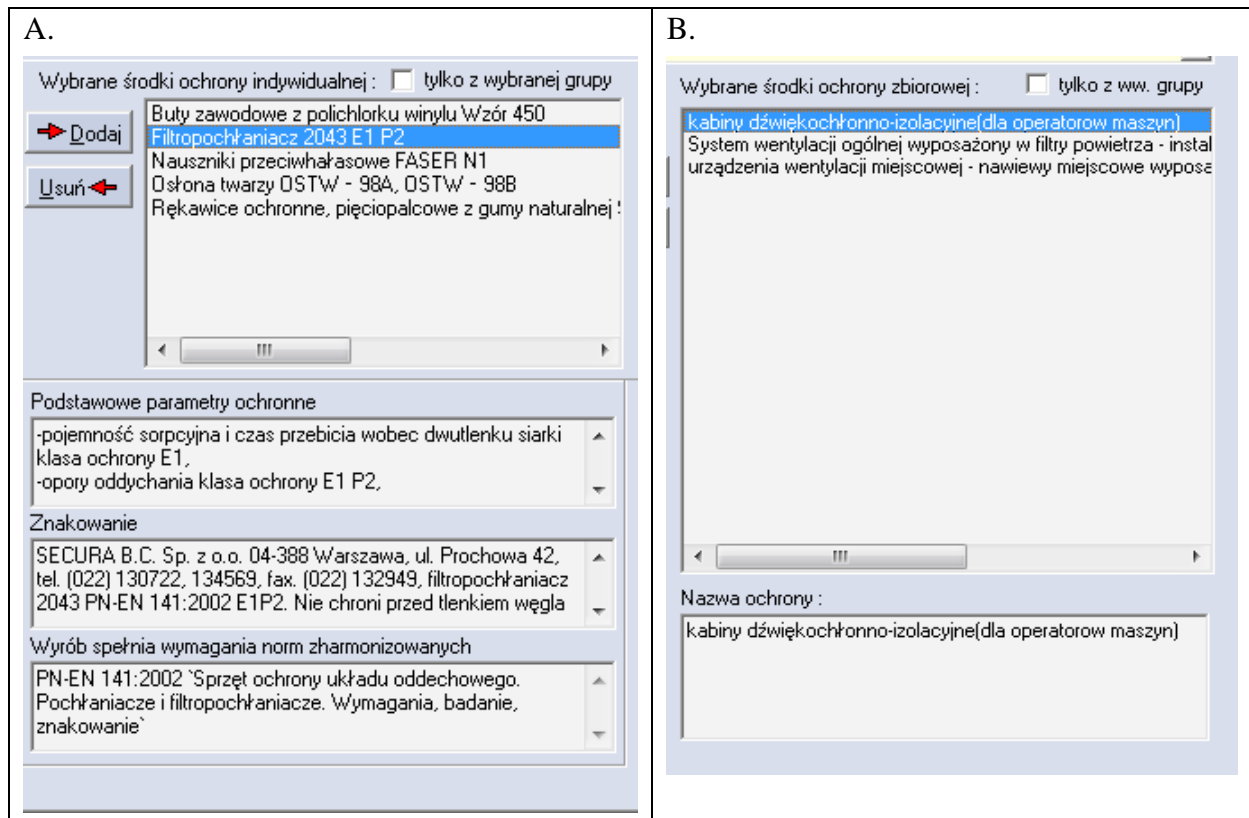 A.
Wybrane środki ochrony indywidualnej : tylko z wybranej grupy
Dodaj
Usuń
Buty zawodowe z polichlorku winylu Wzór 450
Filtropochłaniacz 2043 E1 P2
Nauszniki przeciwhałasowe FASER N1
Osłona twarzy OSTW - 98A, OSTW - 98B
Rękawice ochronne, pięciopalcowe z gumy naturalnej
Podstawowe parametry ochronne
-pojemność sorpcyjna i czas przebicia wobec dwutlenku siarki
klasa ochrony E1,
-opory oddychania klasa ochrony E1 P2,
Znakowanie
SECURA B.C. Sp. z o.o. 04-388 Warszawa, ul. Prochowa 42,
tel. (022) 130722, 134569, fax. (022) 132949, filtropochłaniacz
2043 PN-EN 141:2002 E1P2. Nie chroni przed tlenkiem węgla
Wyrób spełnia wymagania norm zharmonizowanych
PN-EN 141:2002 `Sprzęt ochrony układu oddechowego.
Pochłaniacze i filtropochłaniacze. Wymagania, badanie,
znakowanie`
B.
Wybrane środki ochrony zbiorowej : tylko z ww. grupy
kabiny dźwiękochłonno-izolacyjne(dla operatorow maszyn)
System wentylacji ogólnej wyposażony w filtry powietrza - instal
urządzenia wentylacji miejscowej - nawiewy miejscowe wyposa
Nazwa ochrony :
kabiny dźwiękochłonno-izolacyjne(dla operatorow maszyn)